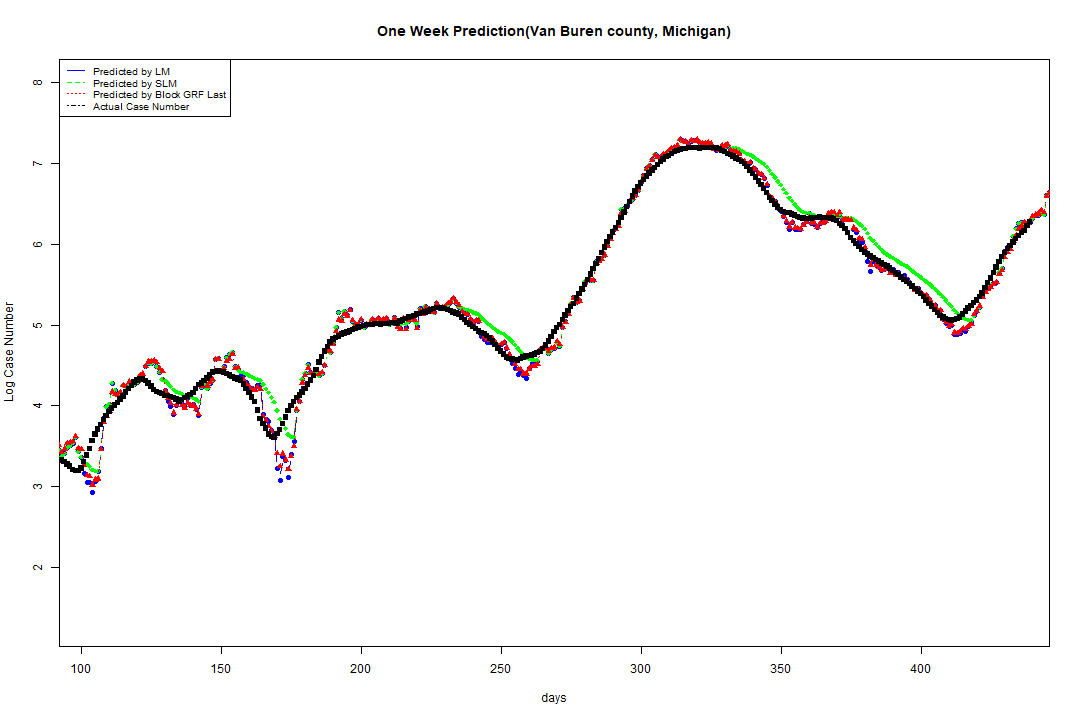 One Week Prediction(Van Buren county, Michigan)
Predicted by LM
Predicted by SLM
Predicted by Block GRF Last
Actual Case Number
8
7
6
5
4
3
2
Log Case Number
100 150 200 250 300 350 400
days